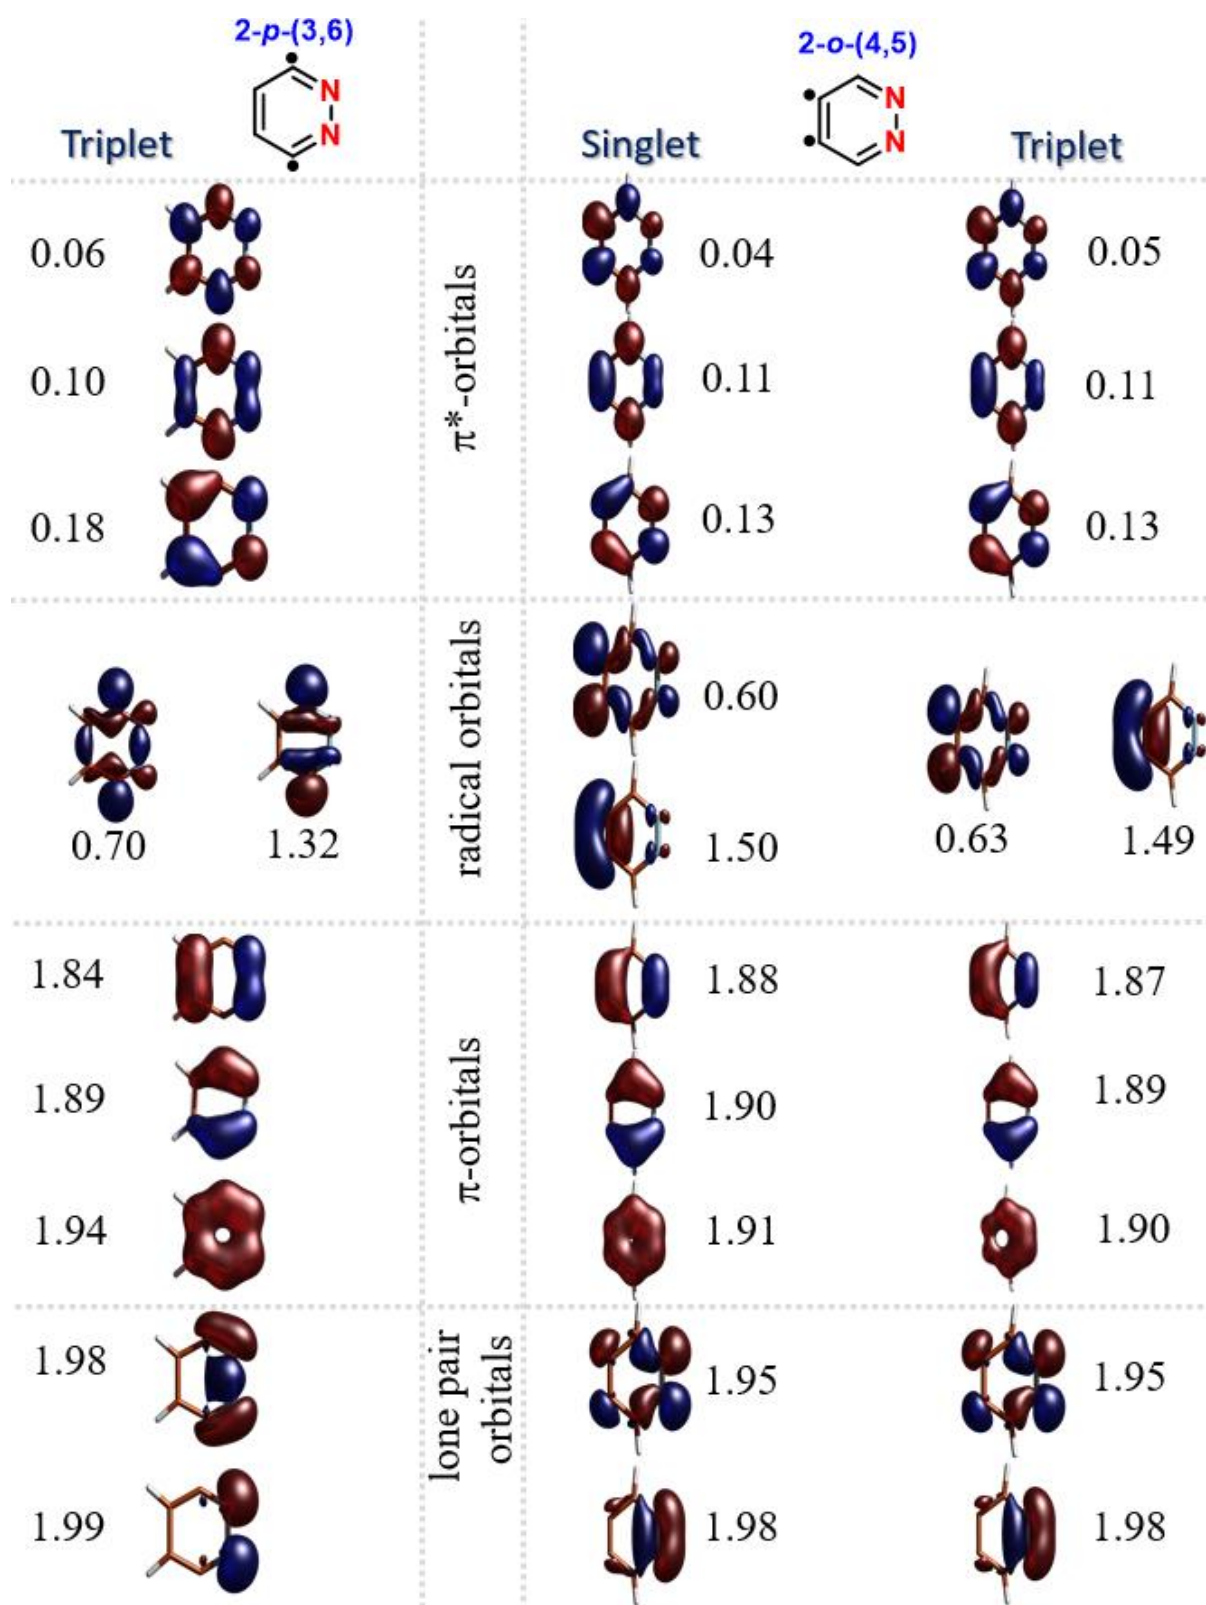 2-p-(3,6)
2-o-(4,5)
N
N
N
N
Triplet
Singlet
Triplet
0.06
0.04
0.05
0.10
0.11
0.11
0.18
0.13
0.13
π*-orbitals
0.70
1.32
radical orbitals
0.60
1.50
0.63
1.49
1.84
1.88
1.87
1.89
1.90
1.89
π-orbitals
1.94
1.91
1.90
1.98
1.95
1.95
lone pair
orbitals
1.99
1.98
1.98